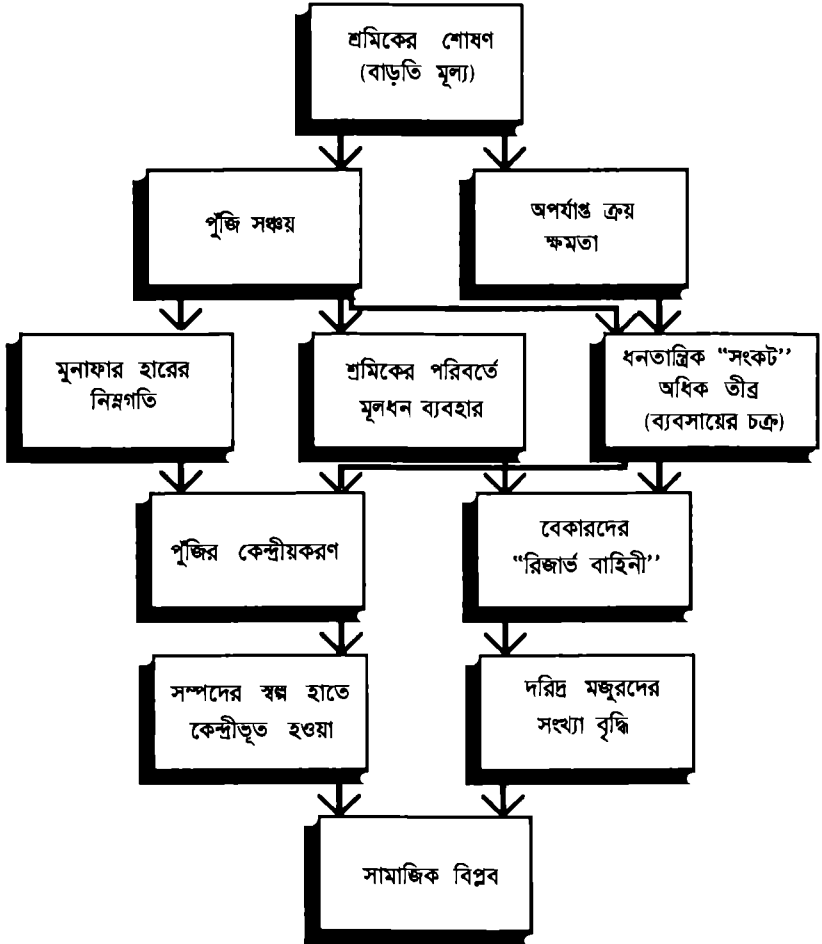 শ্রমিকের শোষণ
(বাড়তি মূল্য)
পুঁজি সঞ্চয়
অপর্যাপ্ত ক্রয়
ক্ষমতা
মুনাফার হারের
নিম্নগতি
শ্রমিকের পরিবর্তে
মূলধন ব্যবহার
ধনতান্ত্রিক “সংকট”
অধিক তীব্র
(ব্যবসায়ের চক্র)
পুঁজির কেন্দ্রীয়করণ
বেকারদের
“রিজার্ভ বাহিনী”
সম্পদের স্বল্প হাতে
কেন্দ্রীভূত হওয়া
দরিদ্র মজুরদের
সংখ্যা বৃদ্ধি
সামাজিক বিপ্লব